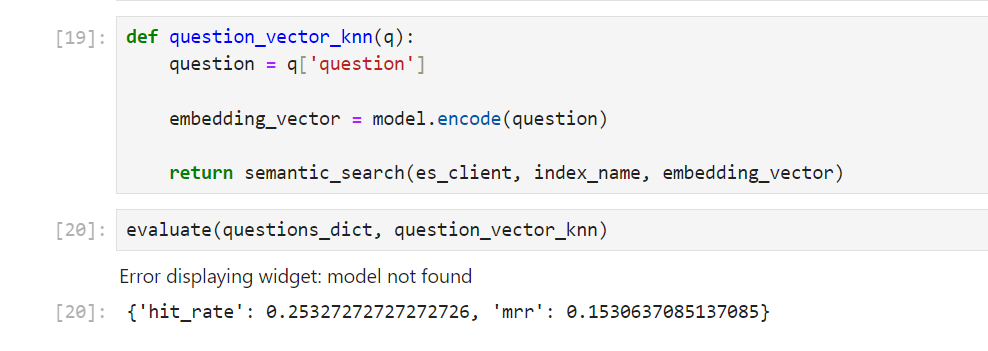 [19]: def question_vector_knn(q):
question = q['question']
embedding_vector = model.encode(question)
return semantic_search(es_client, index_name, embedding_vector)
[20]: evaluate(questions_dict, question_vector_knn)
Error displaying widget: model not found
[20]: {'hit_rate': 0.25327272727272726, 'mrr': 0.1530637085137085}